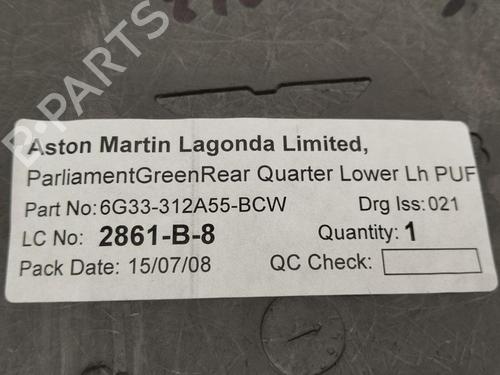 B-PARTS
Aston Martin Lagonda Limited,
ParliamentGreenRear Quarter Lower Lh PUF
Part No:6G33-312A55-BCW Drg Iss:021
LC No: 2861-B-8 Quantity: 1
Pack Date: 15/07/08 QC Check: